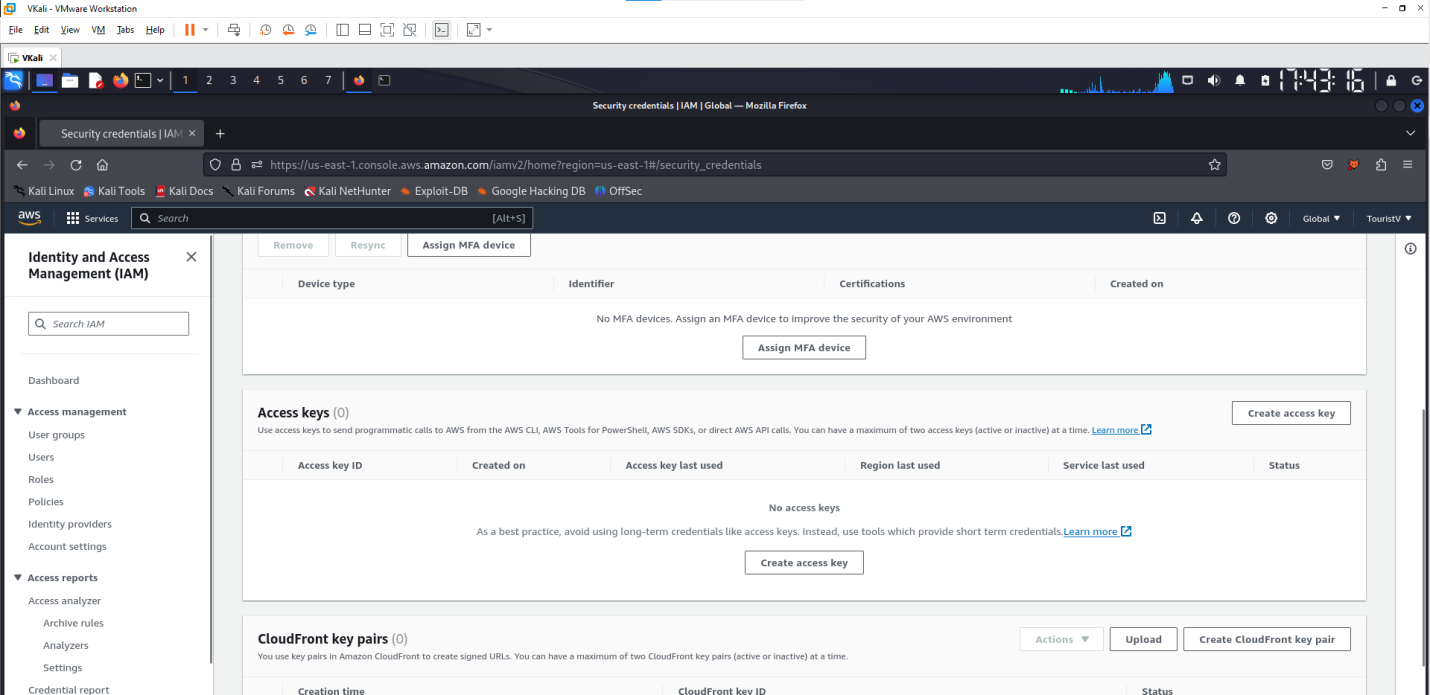 VKali - VMware Workstation
File Edit View VM Tabs Help
VKali
1 2 3 4 5 6 7
17:43:16
Security credentials | IAM | Global — Mozilla Firefox
Security credentials | IAM
https://us-east-1.console.aws.amazon.com/iamv2/home?region=us-east-1#/security_credentials
Kali Linux Kali Tools Kali Docs Kali Forums Kali NetHunter Exploit-DB Google Hacking DB OffSec
aws Services Search [Alt+S] Global TouristV
Identity and Access
Management (IAM)
Search IAM
Dashboard
Access management
User groups
Users
Roles
Policies
Identity providers
Account settings
Access reports
Access analyzer
Archive rules
Analyzers
Settings
Credential report
Remove Resync Assign MFA device
Device type Identifier Certifications Created on
No MFA devices. Assign an MFA device to improve the security of your AWS environment
Assign MFA device
Access keys (0)
Create access key
Use access keys to send programmatic calls to AWS from the AWS CLI, AWS Tools for PowerShell, AWS SDKs, or direct AWS API calls. You can have a maximum of two access keys (active or inactive) at a time. Learn more
Access key ID Created on Access key last used Region last used Service last used Status
No access keys
As a best practice, avoid using long-term credentials like access keys. Instead, use tools which provide short term credentials. Learn more
Create access key
CloudFront key pairs (0)
Actions Upload Create CloudFront key pair
You use key pairs in Amazon CloudFront to create signed URLs. You can have a maximum of two CloudFront key pairs (active or inactive) at a time.
Creation time CloudFront key ID Status